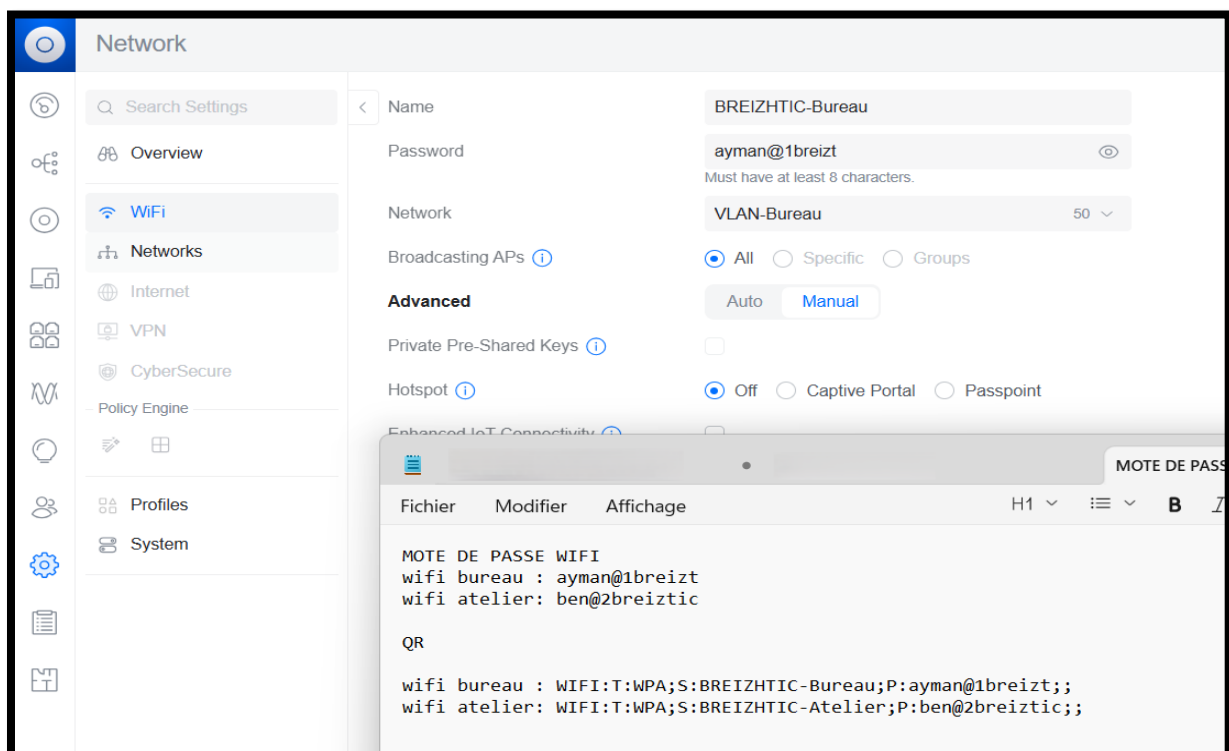 Network
Search Settings
Overview
WiFi
Networks
Internet
VPN
CyberSecure
Policy Engine
Profiles
System
Name
BREIZHTIC-Bureau
Password
ayman@1breizt
Must have at least 8 characters.
Network
VLAN-Bureau 50
Broadcasting APs
All Specific Groups
Advanced
Auto Manual
Private Pre-Shared Keys
Hotspot
Off Captive Portal Passpoint
Enhanced IoT Connectivity
MOTE DE PASS
Fichier Modifier Affichage H1 B I
MOTE DE PASSE WIFI
wifi bureau : ayman@1breizt
wifi atelier: ben@2breiztic
QR
wifi bureau : WIFI:T:WPA;S:BREIZHTIC-Bureau;P:ayman@1breizt;;
wifi atelier: WIFI:T:WPA;S:BREIZHTIC-Atelier;P:ben@2breiztic;;